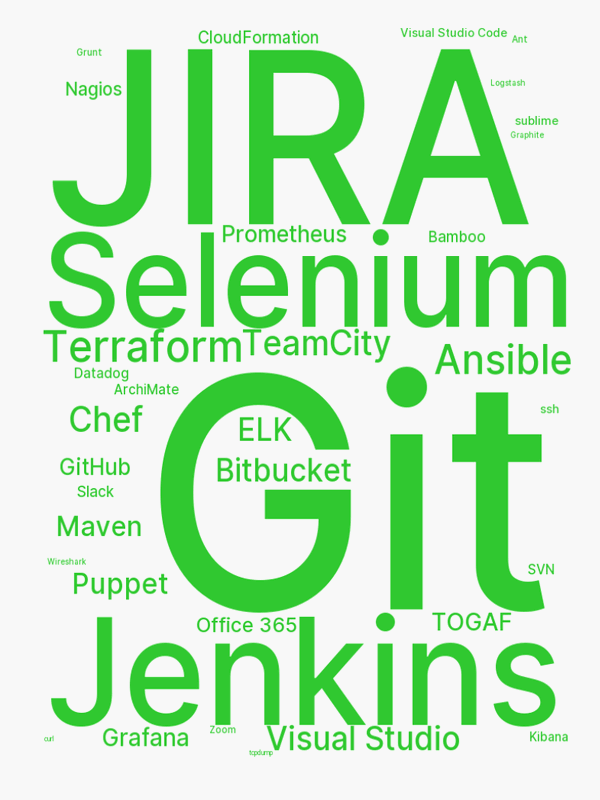 Visual Studio Code
CloudFormation
Ant
Grunt
Logstash
Nagios
JIRA
sublime
Graphite
Prometheus
Bamboo
Selenium
Terraform
TeamCity
Ansible
Datadog
ArchiMate
ssh
Chef
ELK
GitHub
Bitbucket
Git
Slack
Maven
Wireshark
SVN
Puppet
Office 365
TOGAF
Jenkins
Zoom
Grafana
Visual Studio
Kibana
curl
tcpdump